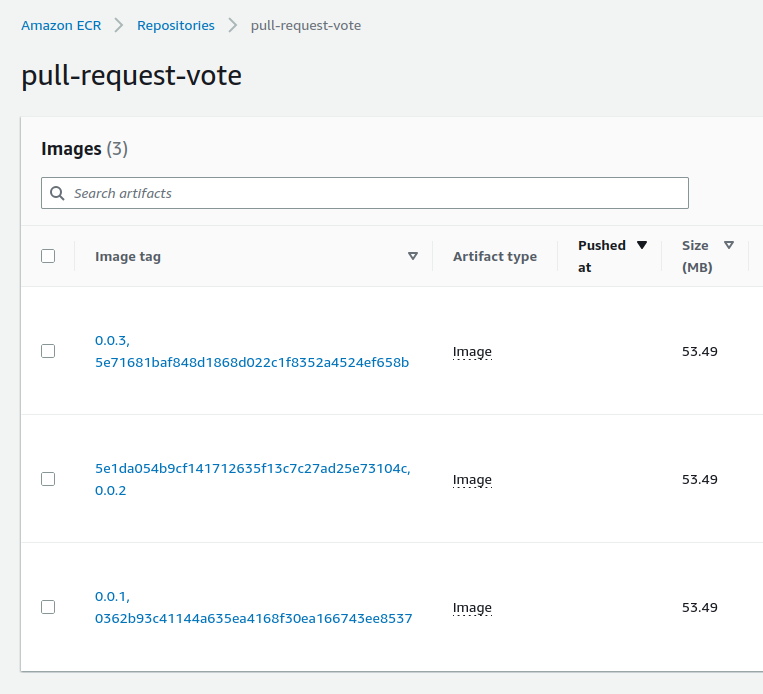 Amazon ECR > Repositories > pull-request-vote
pull-request-vote
Images (3)
Search artifacts
Image tag Artifact type Pushed at Size (MB)
0.0.3,
5e71681baf848d1868d022c1f8352a4524ef658b Image 53.49
5e1da054b9cf141712635f13c7c27ad25e73104c,
0.0.2 Image 53.49
0.0.1,
0362b93c41144a635ea4168f30ea166743ee8537 Image 53.49